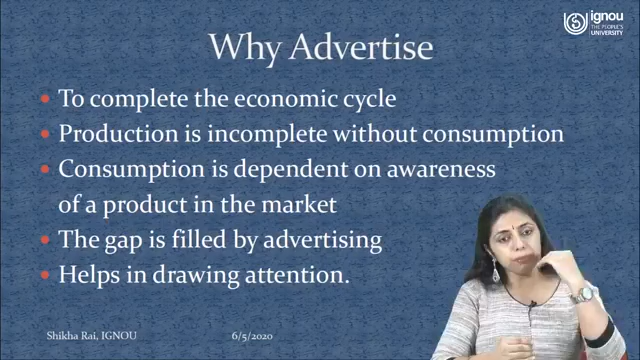 ignou
THE PEOPLE'S
UNIVERSITY
Why Advertise
• To complete the economic cycle
• Production is incomplete without consumption
• Consumption is dependent on awareness
of a product in the market
• The gap is filled by advertising
• Helps in drawing attention.
Shikha Rai, IGNOU
6/5/2020